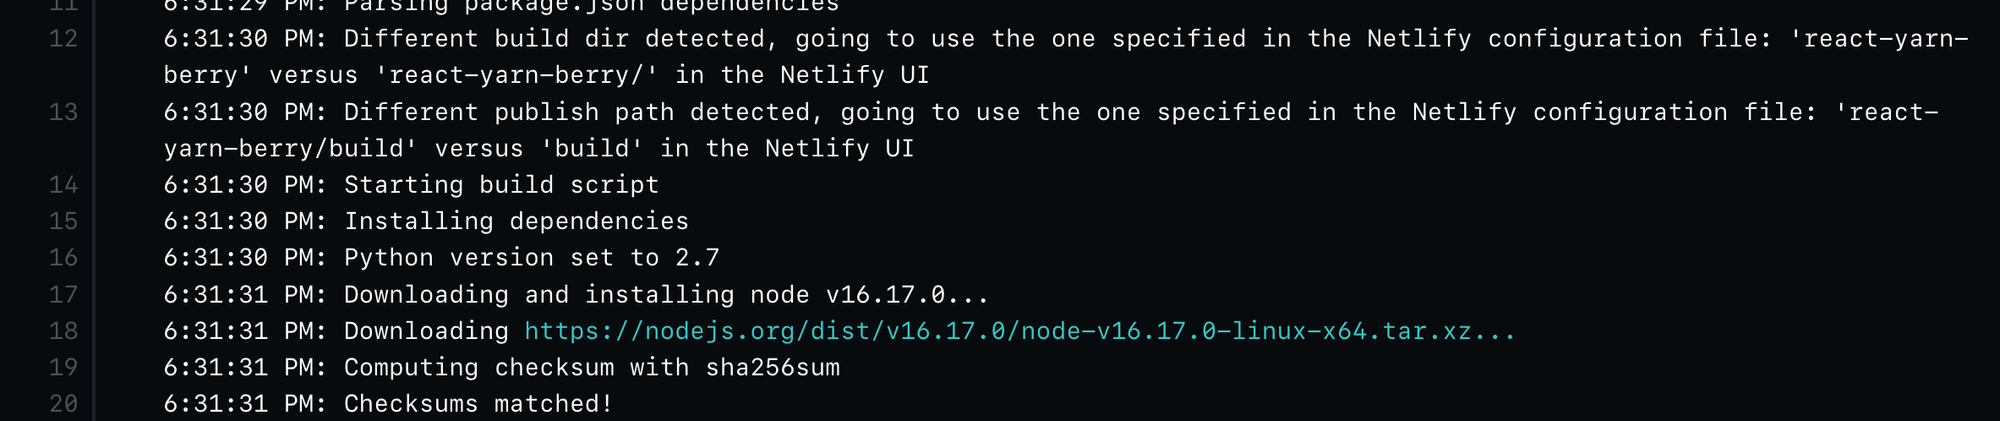 11 6:31:29 PM: Parsing package.json dependencies
12 6:31:30 PM: Different build dir detected, going to use the one specified in the Netlify configuration file: 'react-yarn-
berry' versus 'react-yarn-berry/' in the Netlify UI
13 6:31:30 PM: Different publish path detected, going to use the one specified in the Netlify configuration file: 'react-
yarn-berry/build' versus 'build' in the Netlify UI
14 6:31:30 PM: Starting build script
15 6:31:30 PM: Installing dependencies
16 6:31:30 PM: Python version set to 2.7
17 6:31:31 PM: Downloading and installing node v16.17.0...
18 6:31:31 PM: Downloading https://nodejs.org/dist/v16.17.0/node-v16.17.0-linux-x64.tar.xz...
19 6:31:31 PM: Computing checksum with sha256sum
20 6:31:31 PM: Checksums matched!